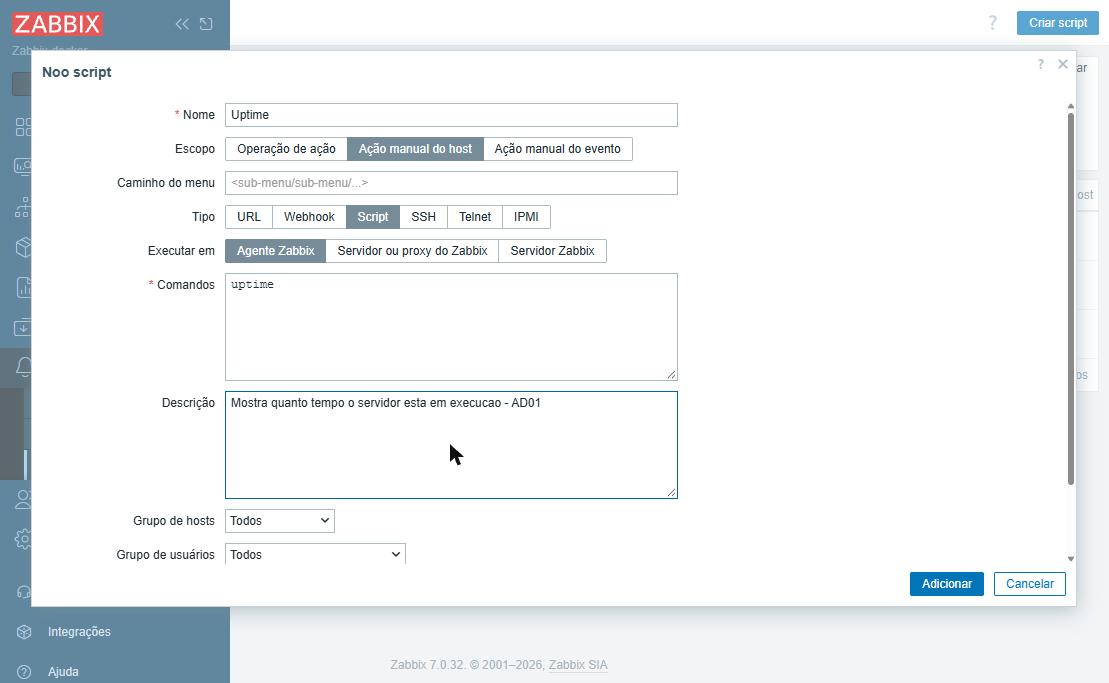 ZABBIX
Criar script
Zabbix docker
ar
Noo script
* Nome
Uptime
Escopo
Operação de ação
Ação manual do host
Ação manual do evento
Caminho do menu
<sub-menu/sub-menu/...>
Tipo
URL
Webhook
Script
SSH
Telnet
IPMI
ost
Executar em
Agente Zabbix
Servidor ou proxy do Zabbix
Servidor Zabbix
* Comandos
uptime
os
Descrição
Mostra quanto tempo o servidor esta em execucao - AD01
Grupo de hosts
Todos
Grupo de usuários
Todos
Adicionar
Cancelar
Integrações
Zabbix 7.0.32. © 2001–2026, Zabbix SIA
Ajuda